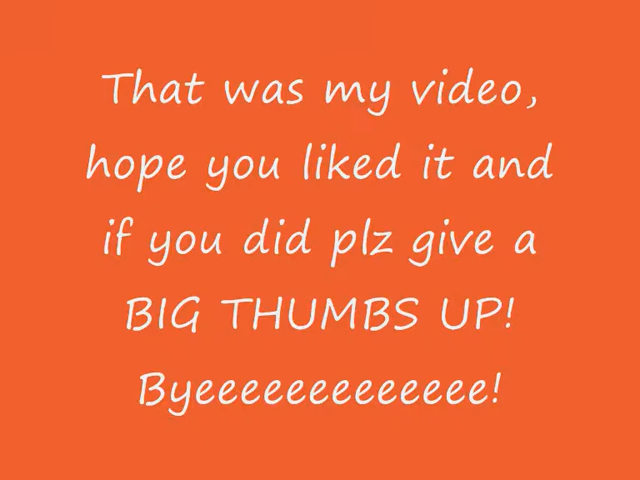 That was my video,
hope you liked it and
if you did plz give a
BIG THUMBS UP!
Byeeeeeeeeeeeee!